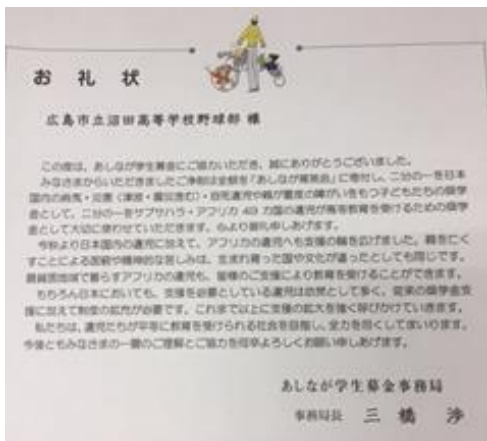 お礼状
広島市立沼田高等学校野球部 様
この度は、あしなが学生募金にご協力いただき、誠にありがとうございました。
みなさまからいただきましたご寄付は全額を「あしなが育英会」に寄付し、二分の一を日本
国内の病気・災害(津波・震災含む)・自死遺児や親が重度の障がいをもつ子どもたちの奨学
金として、二分の一をサブサハラ・アフリカ 49 カ国の遺児が高等教育を受けるための奨学
金として大切に使わせていただきます。心より御礼申しあげます。
今秋より日本国内の遺児に加えて、アフリカの遺児へも支援の輪を広げました。親を亡く
すことによる困窮や精神的な苦しみは、生まれ育った国や文化が違ったとしても同じです。
最貧困地域で暮らすアフリカの遺児も、皆様のご支援により教育を受けることができます。
もちろん日本においても、支援を必要としている遺児は依然として多く、従来の奨学金支
援に加えて制度の拡充が必要です。これまで以上に支援の拡大を強く呼びかけていきます。
私たちは、遺児たちが平等に教育を受けられる社会を目指し、全力を尽くしてまいります。
今後ともみなさまの一層のご理解とご協力を何卒よろしくお願い申しあげます。
あしなが学生募金事務局
事務局長 三橋 渉